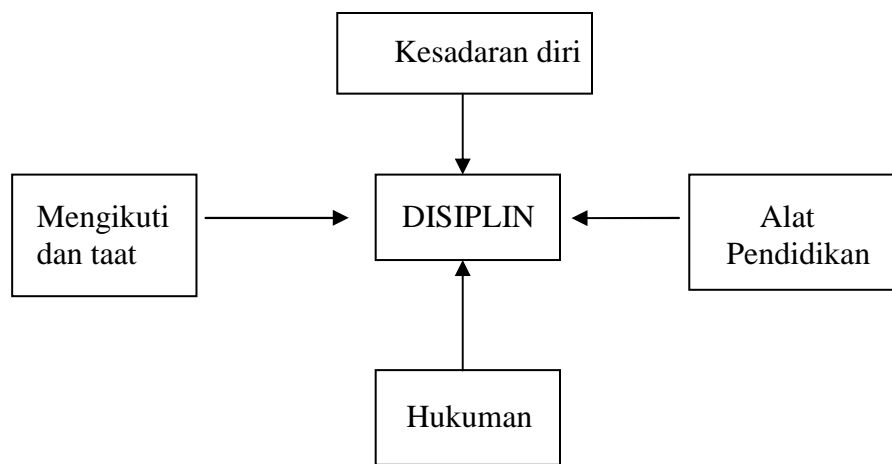 Kesadaran diri
Mengikuti
dan taat
DISIPLIN
Alat
Pendidikan
Hukuman